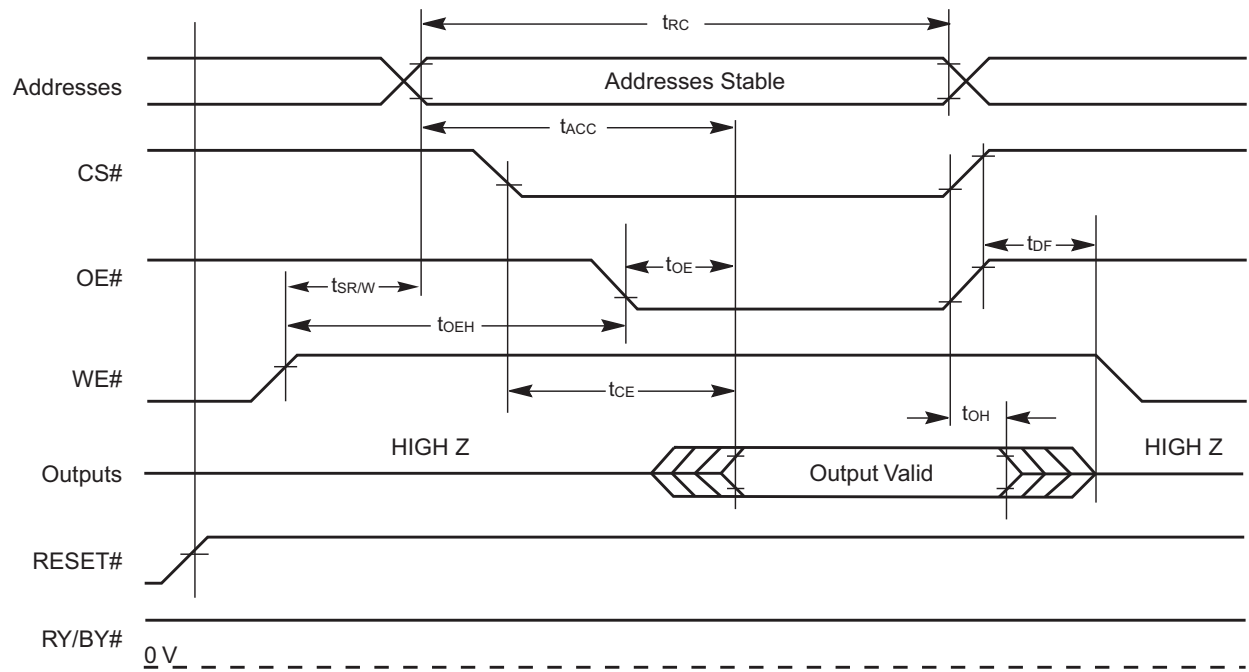 tRC
Addresses
Addresses Stable
tACC
CS#
tDF
OE#
tOE
tSR/W
tOEH
WE#
tCE
tOH
HIGH Z
HIGH Z
Outputs
Output Valid
RESET#
RY/BY#
0 V